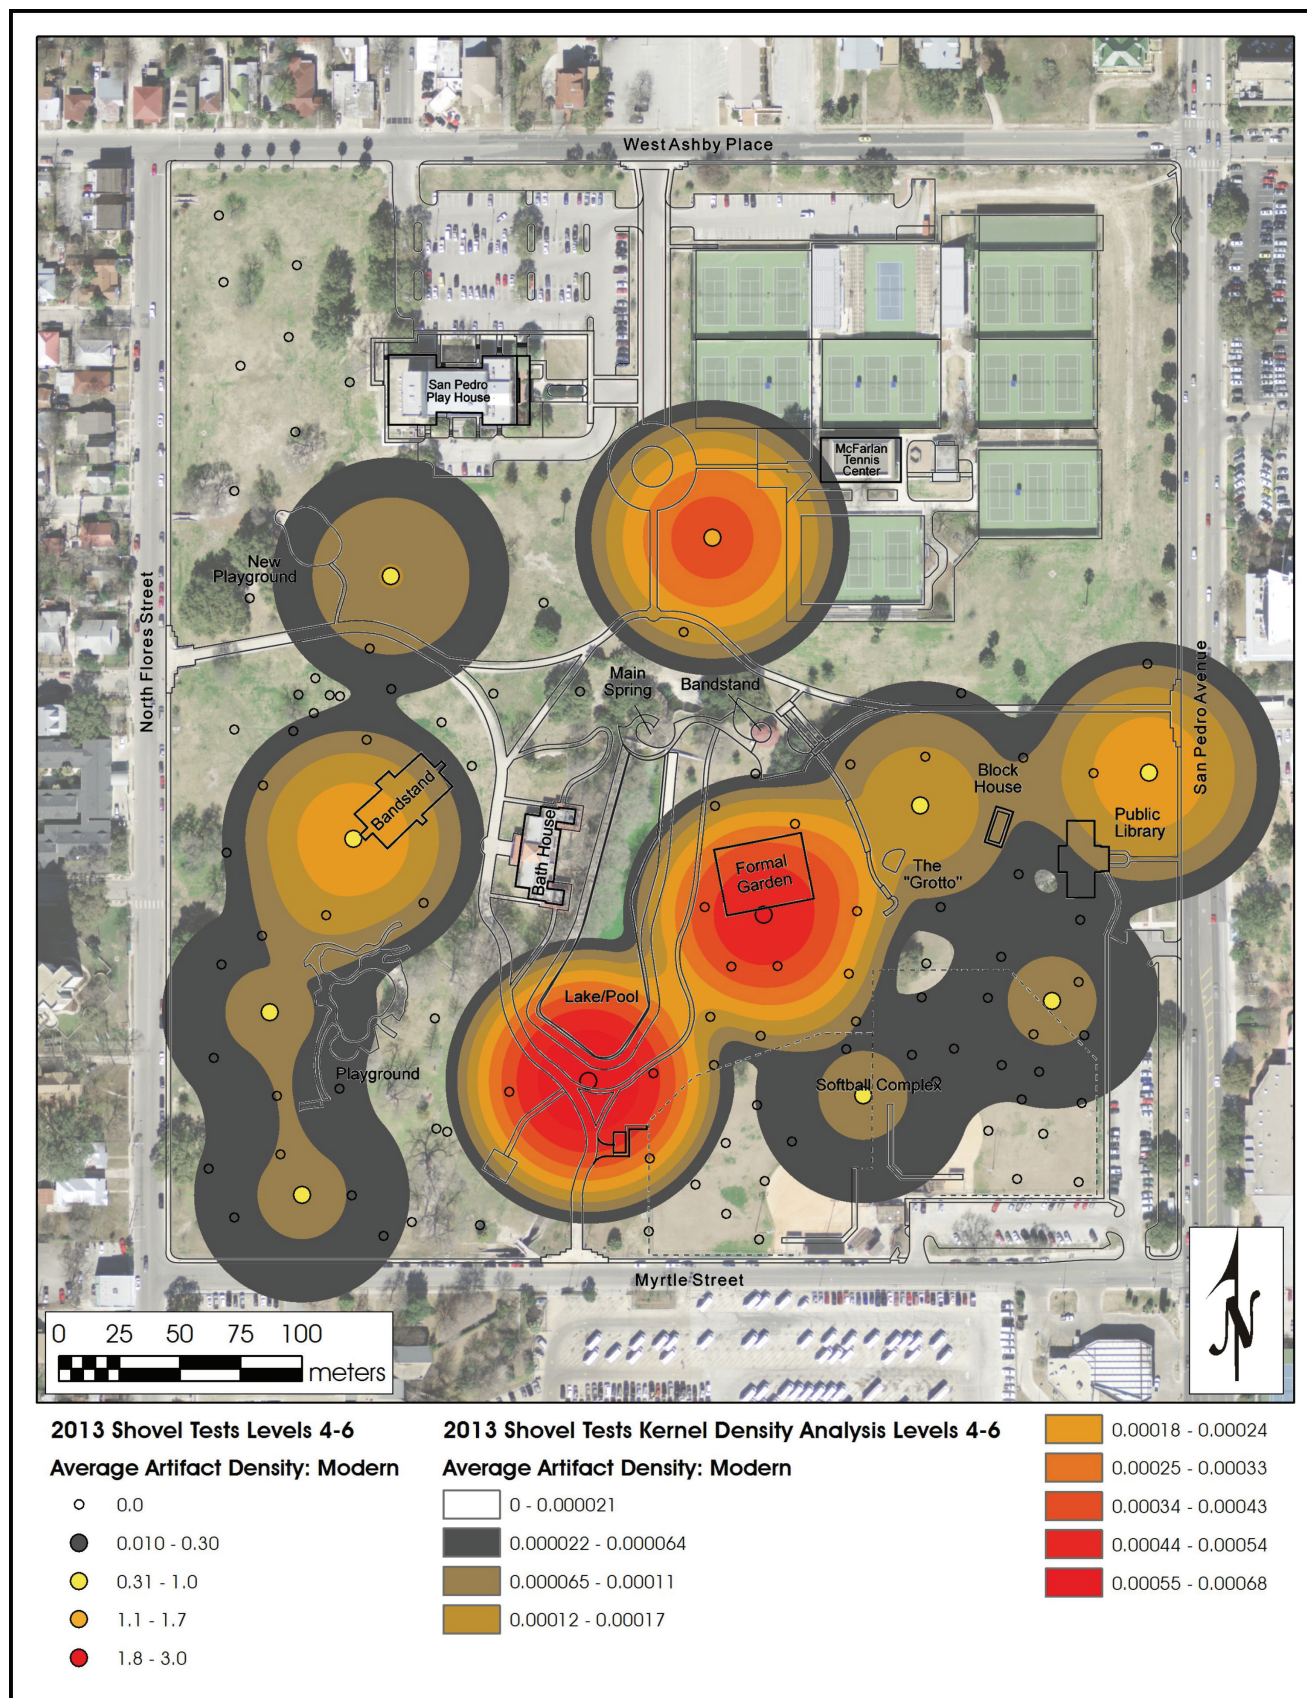 West Ashby Place
San Pedro
Play House
McFarlan
Tennis
Center
New
Playground
North Flores Street
Main
Spring
Bandstand
San Pedro Avenue
Block
House
Public
Library
Bandstand
Bath House
Formal
Garden
The
"Grotto"
Lake/Pool
Playground
Softball Complex
Myrtle Street
N
0 25 50 75 100
meters
2013 Shovel Tests Levels 4-6
Average Artifact Density: Modern
0.0
0.010 - 0.30
0.31 - 1.0
1.1 - 1.7
1.8 - 3.0
2013 Shovel Tests Kernel Density Analysis Levels 4-6
Average Artifact Density: Modern
0 - 0.000021
0.000022 - 0.000064
0.000065 - 0.00011
0.00012 - 0.00017
0.00018 - 0.00024
0.00025 - 0.00033
0.00034 - 0.00043
0.00044 - 0.00054
0.00055 - 0.00068